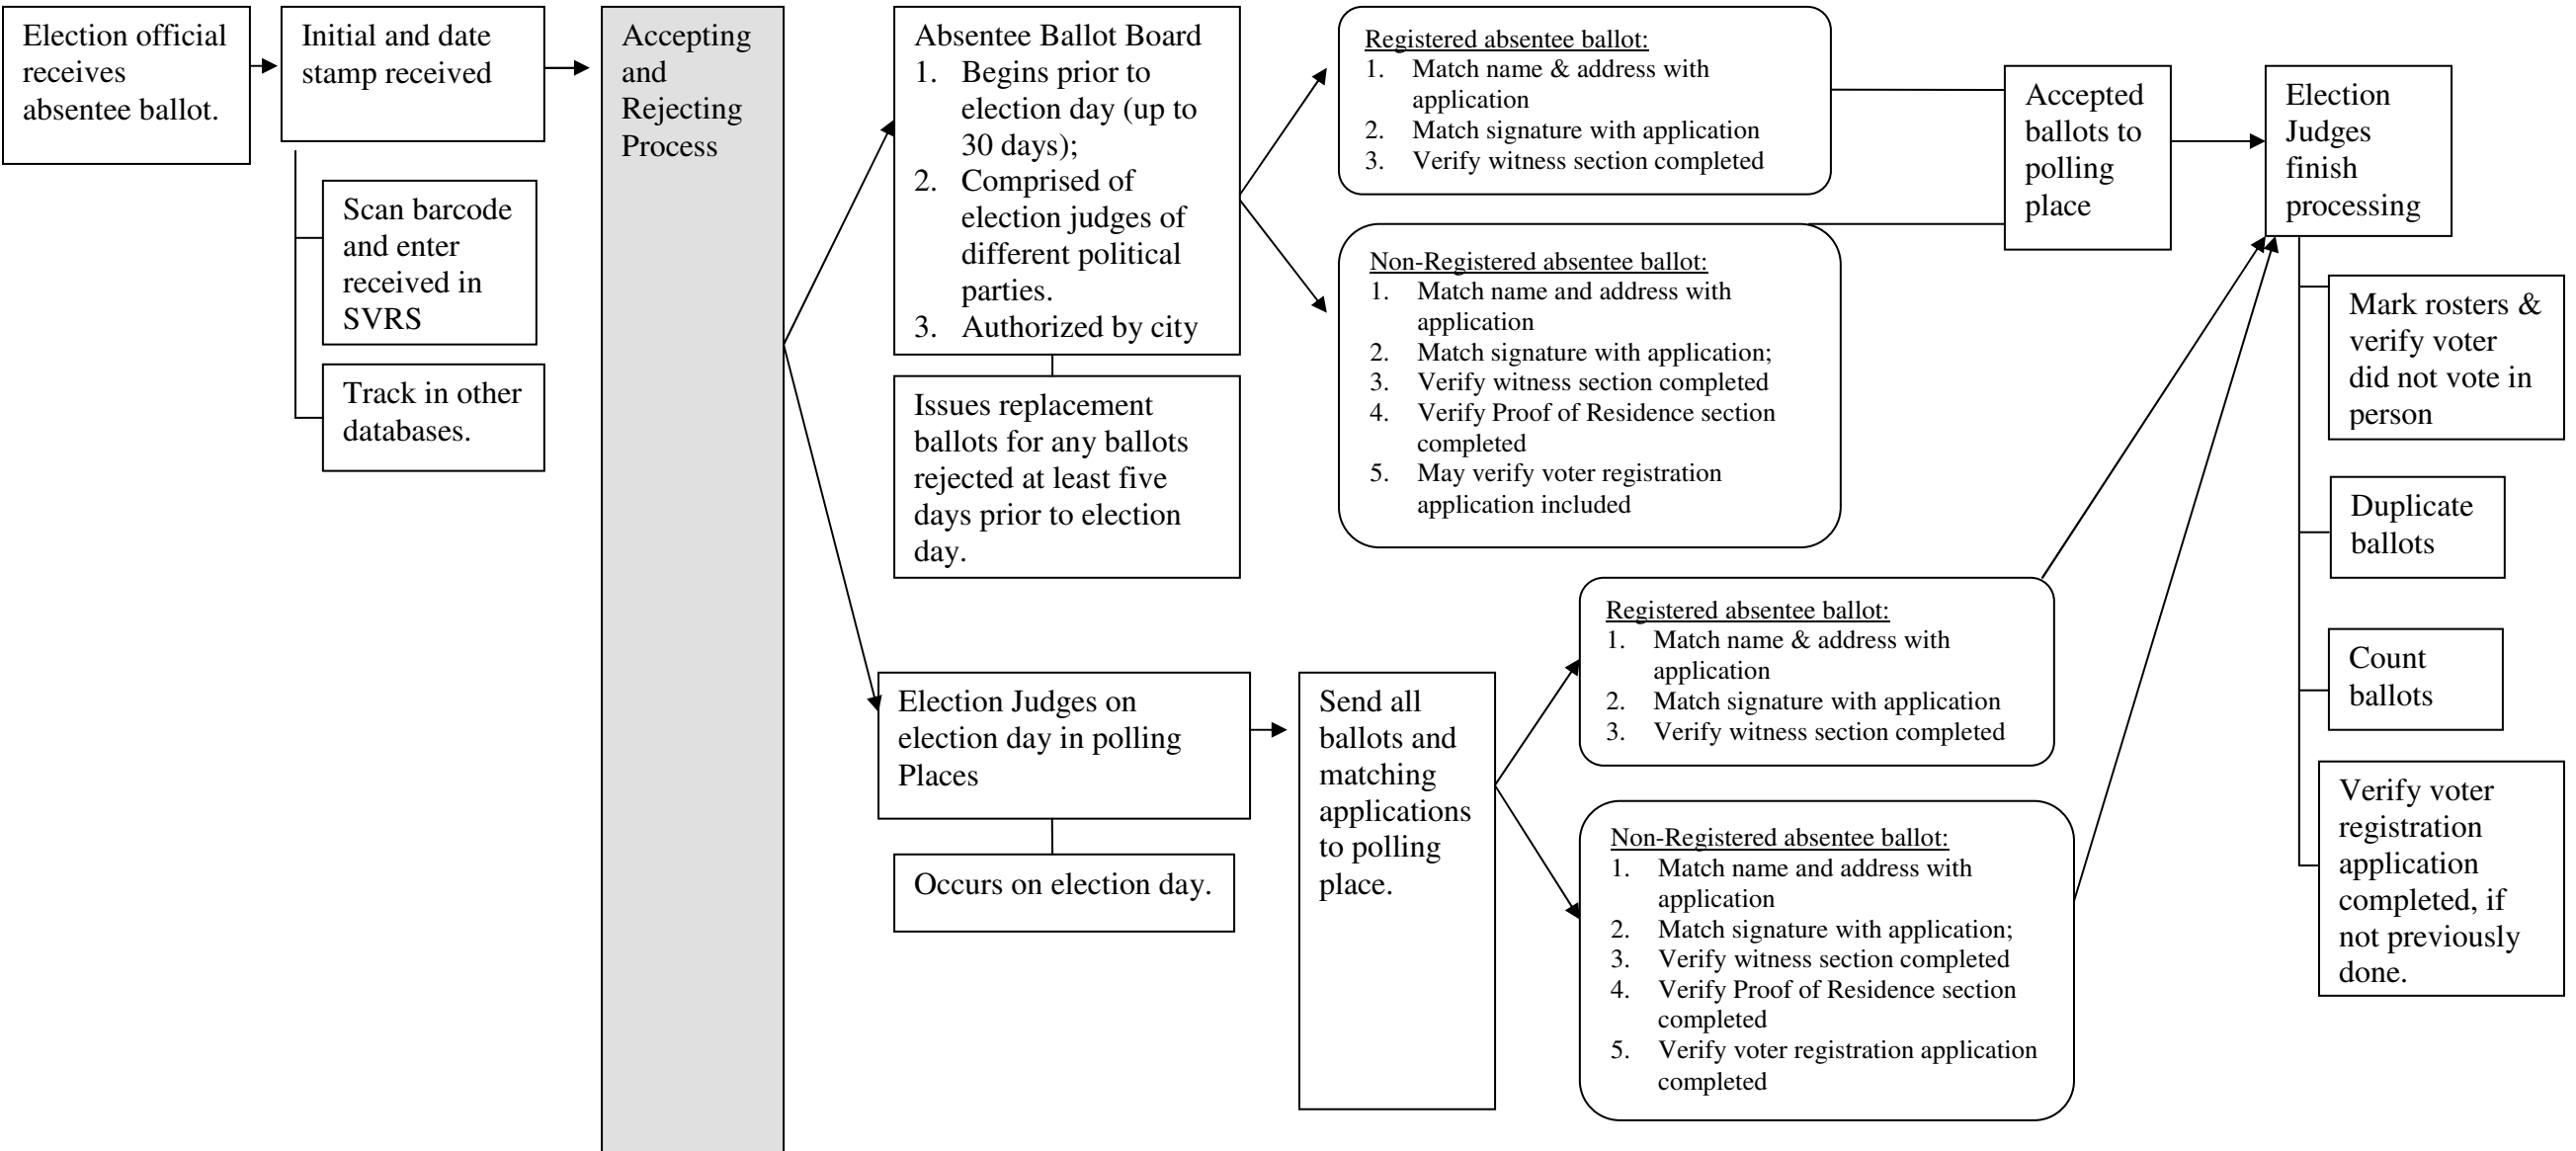 Election official
receives
absentee ballot.
Initial and date
stamp received
Scan barcode
and enter
received in
SVRS
Track in other
databases.
Accepting
and
Rejecting
Process
Absentee Ballot Board
1. Begins prior to
election day (up to
30 days);
2. Comprised of
election judges of
different political
parties.
3. Authorized by city
Issues replacement
ballots for any ballots
rejected at least five
days prior to election
day.
Election Judges on
election day in polling
Places
Occurs on election day.
Registered absentee ballot:
1. Match name & address with
application
2. Match signature with application
3. Verify witness section completed
Non-Registered absentee ballot:
1. Match name and address with
application
2. Match signature with application;
3. Verify witness section completed
4. Verify Proof of Residence section
completed
5. May verify voter registration
application included
Send all
ballots and
matching
applications
to polling
place.
Registered absentee ballot:
1. Match name & address with
application
2. Match signature with application
3. Verify witness section completed
Non-Registered absentee ballot:
1. Match name and address with
application
2. Match signature with application;
3. Verify witness section completed
4. Verify Proof of Residence section
completed
5. Verify voter registration application
completed
Accepted
ballots to
polling
place
Election
Judges
finish
processing
Mark rosters &
verify voter
did not vote in
person
Duplicate
ballots
Count
ballots
Verify voter
registration
application
completed, if
not previously
done.